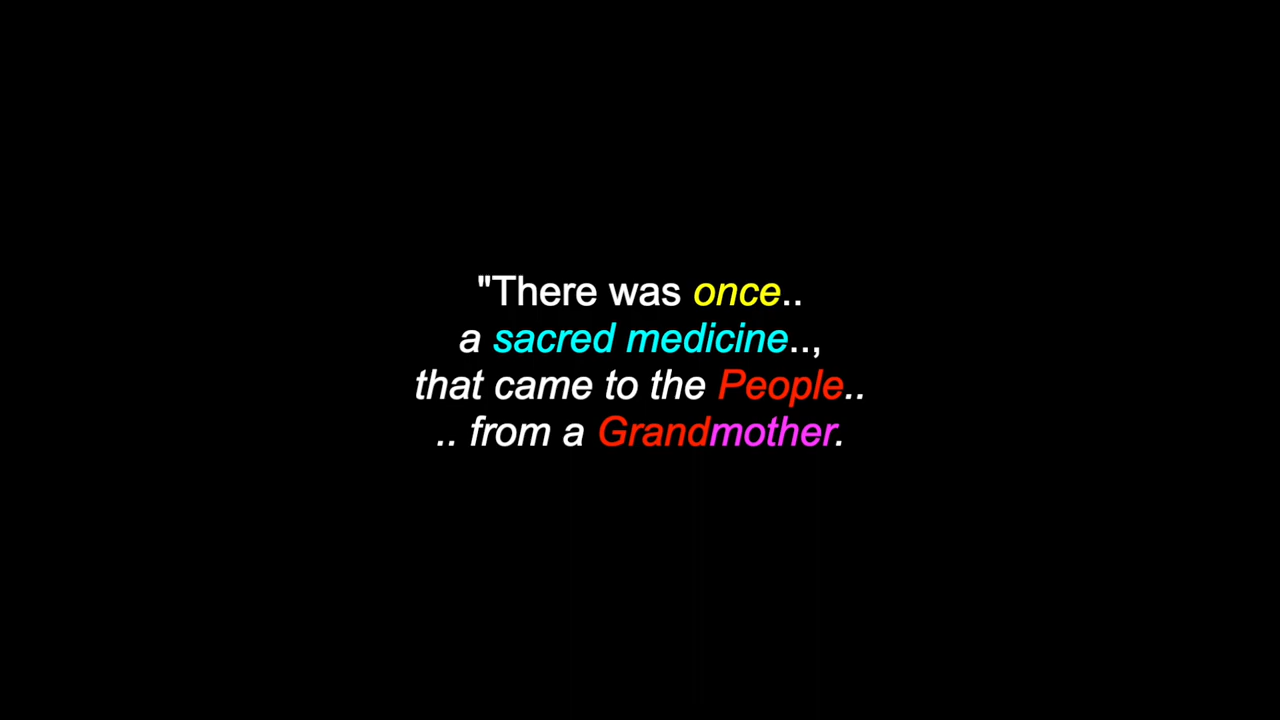 "There was once..
a sacred medicine..,
that came to the People..
.. from a Grandmother.